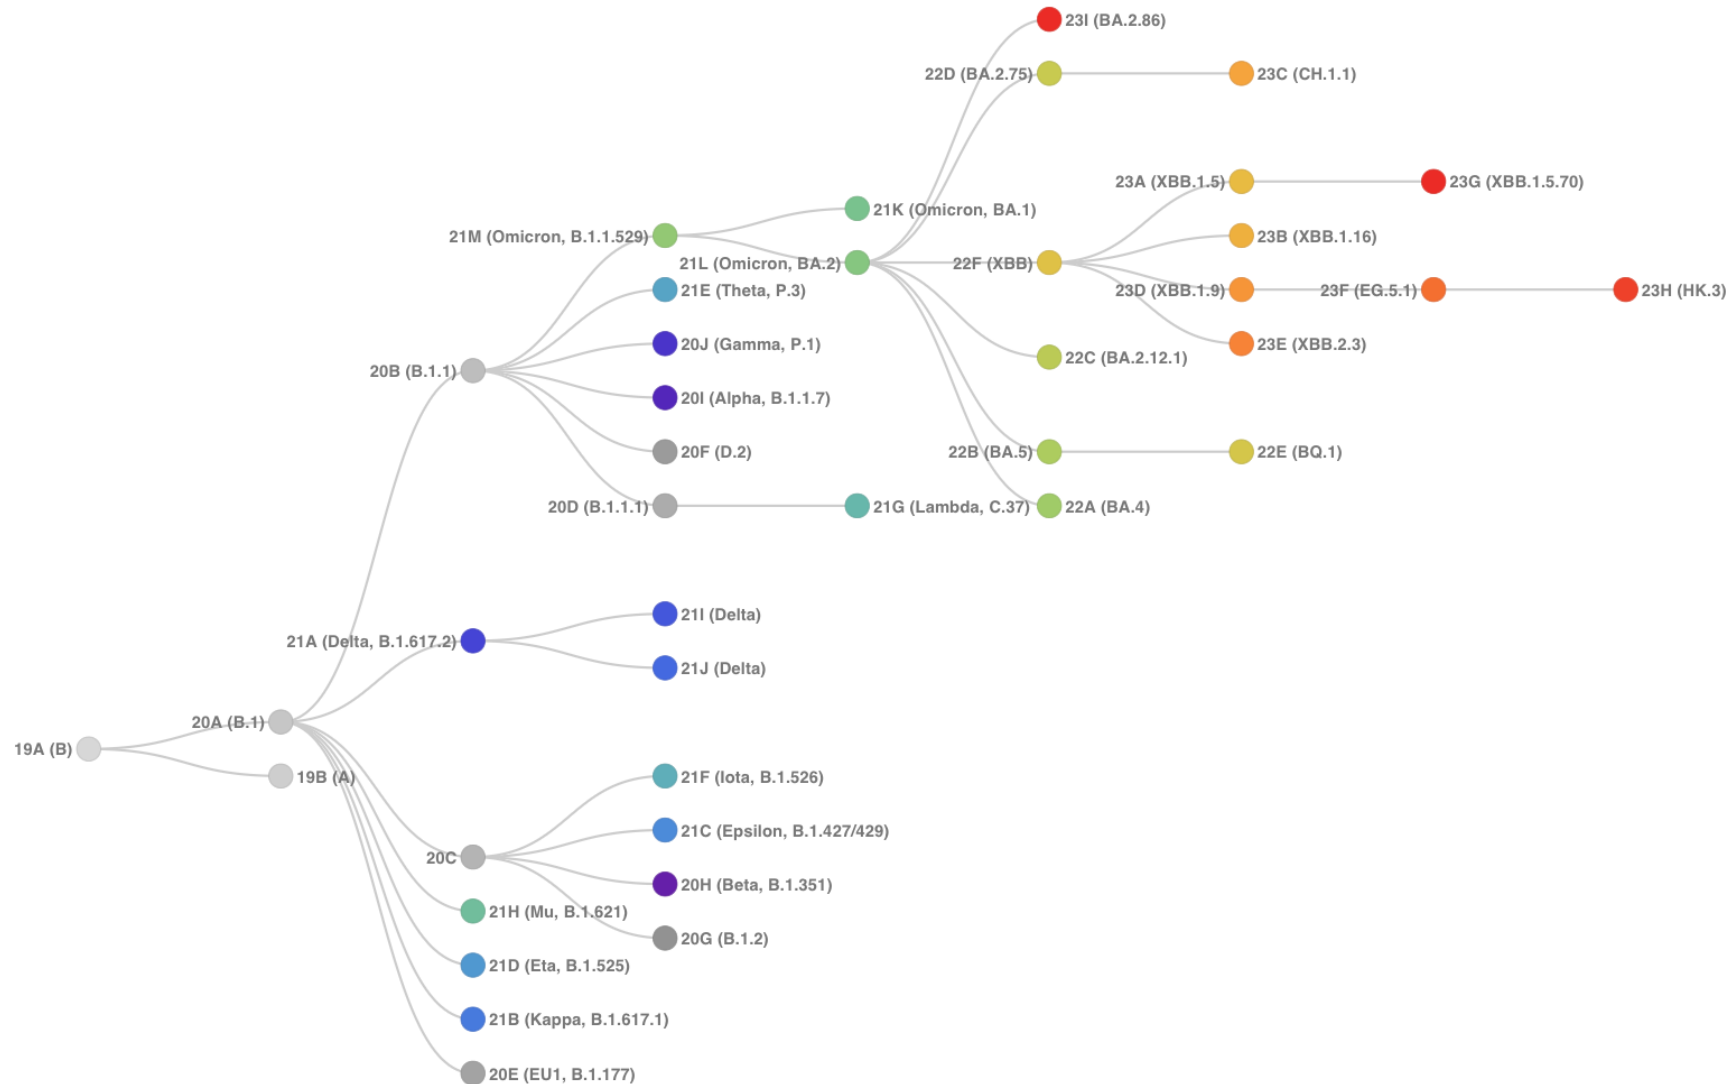 23I (BA.2.86)
22D (BA.2.75)
23C (CH.1.1)
23A (XBB.1.5)
23G (XBB.1.5.70)
21K (Omicron, BA.1)
21M (Omicron, B.1.1.529)
23B (XBB.1.16)
21L (Omicron, BA.2)
22F (XBB)
21E (Theta, P.3)
23D (XBB.1.9)
23F (EG.5.1)
23H (HK.3)
20J (Gamma, P.1)
23E (XBB.2.3)
22C (BA.2.12.1)
20B (B.1.1)
20I (Alpha, B.1.1.7)
20F (D.2)
22B (BA.5)
22E (BQ.1)
20D (B.1.1.1)
21G (Lambda, C.37)
22A (BA.4)
21I (Delta)
21A (Delta, B.1.617.2)
21J (Delta)
20A (B.1)
19A (B)
19B (A)
21F (Iota, B.1.526)
21C (Epsilon, B.1.427/429)
20C
20H (Beta, B.1.351)
21H (Mu, B.1.621)
20G (B.1.2)
21D (Eta, B.1.525)
21B (Kappa, B.1.617.1)
20E (EU1, B.1.177)